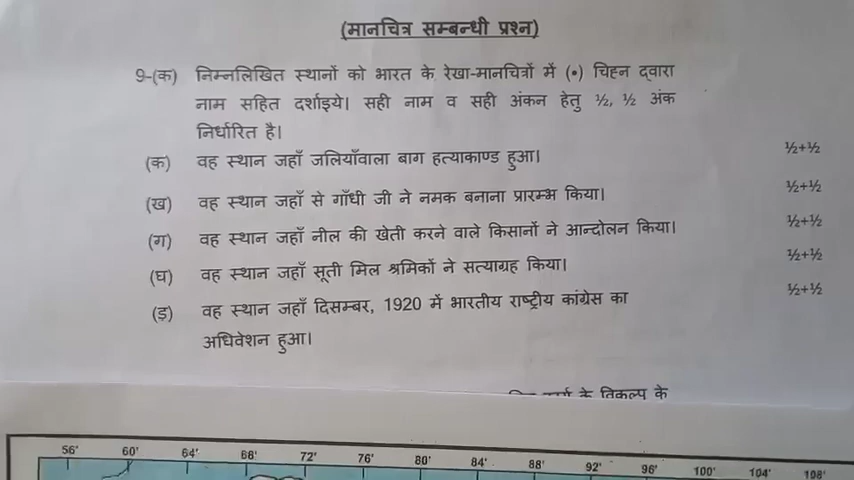 (मानचित्र सम्बन्धी प्रश्न)
9-(क) निम्नलिखित स्थानों को भारत के रेखा-मानचित्रों में (•) चिह्न द्वारा
नाम सहित दर्शाइये। सही नाम व सही अंकन हेतु ½, ½ अंक
निर्धारित है।
(क) वह स्थान जहाँ जलियाँवाला बाग हत्याकाण्ड हुआ। ½+½
(ख) वह स्थान जहाँ से गाँधी जी ने नमक बनाना प्रारम्भ किया। ½+½
(ग) वह स्थान जहाँ नील की खेती करने वाले किसानों ने आन्दोलन किया। ½+½
(घ) वह स्थान जहाँ सूती मिल श्रमिकों ने सत्याग्रह किया। ½+½
(ड़) वह स्थान जहाँ दिसम्बर, 1920 में भारतीय राष्ट्रीय कांग्रेस का ½+½
अधिवेशन हुआ।
के विकल्प के
56' 60' 64' 68' 72' 76' 80' 84' 88' 92' 96' 100' 104' 108'